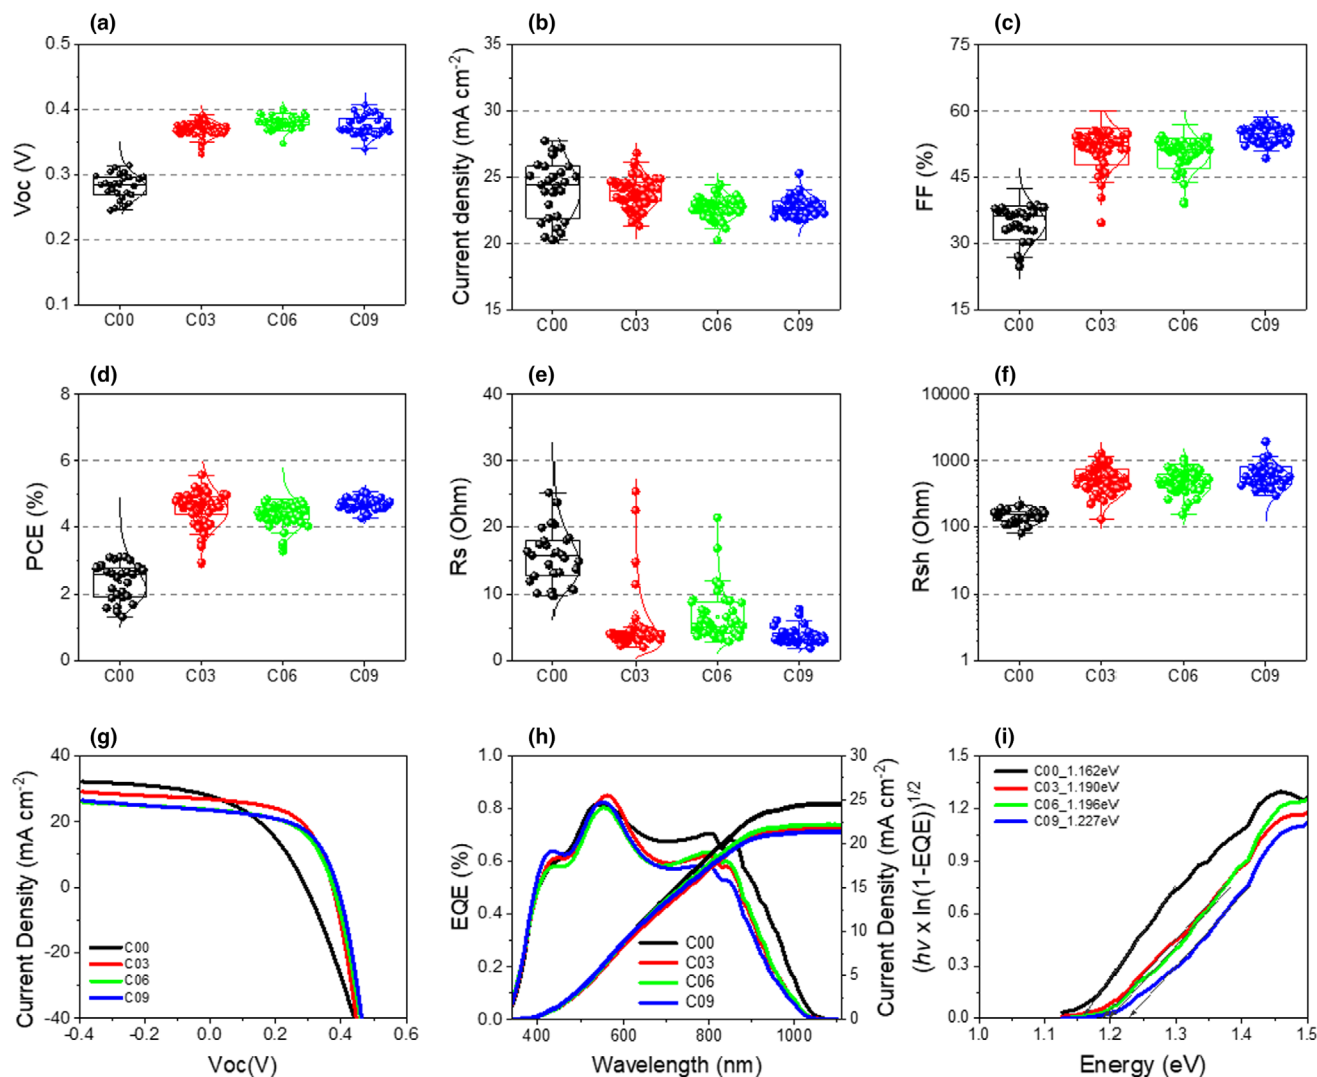 (a)
(b)
(c)
0.5
0.4
0.3
0.2
0.1
Voc (V)
C00 C03 C06 C09
35
30
25
20
15
Current density (mA cm-2)
C00 C03 C06 C09
75
60
45
30
15
FF (%)
C00 C03 C06 C09
(d)
(e)
(f)
8
6
4
2
0
PCE (%)
C00 C03 C06 C09
40
30
20
10
0
Rs (Ohm)
C00 C03 C06 C09
10000
1000
100
10
1
Rsh (Ohm)
C00 C03 C06 C09
(g)
(h)
(i)
40
20
0
-20
-40
Current Density (mA cm-2)
C00
C03
C06
C09
-0.4 -0.2 0.0 0.2 0.4 0.6
Voc(V)
1.0
0.8
0.6
0.4
0.2
0.0
EQE (%)
C00
C03
C06
C09
30
25
20
15
10
5
0
Current Density (mA cm-2)
400 600 800 1000
Wavelength (nm)
1.5
1.2
0.9
0.6
0.3
0.0
(hv x ln(1-EQE))1/2
C00_1.162eV
C03_1.190eV
C06_1.196eV
C09_1.227eV
1.0 1.1 1.2 1.3 1.4 1.5
Energy (eV)